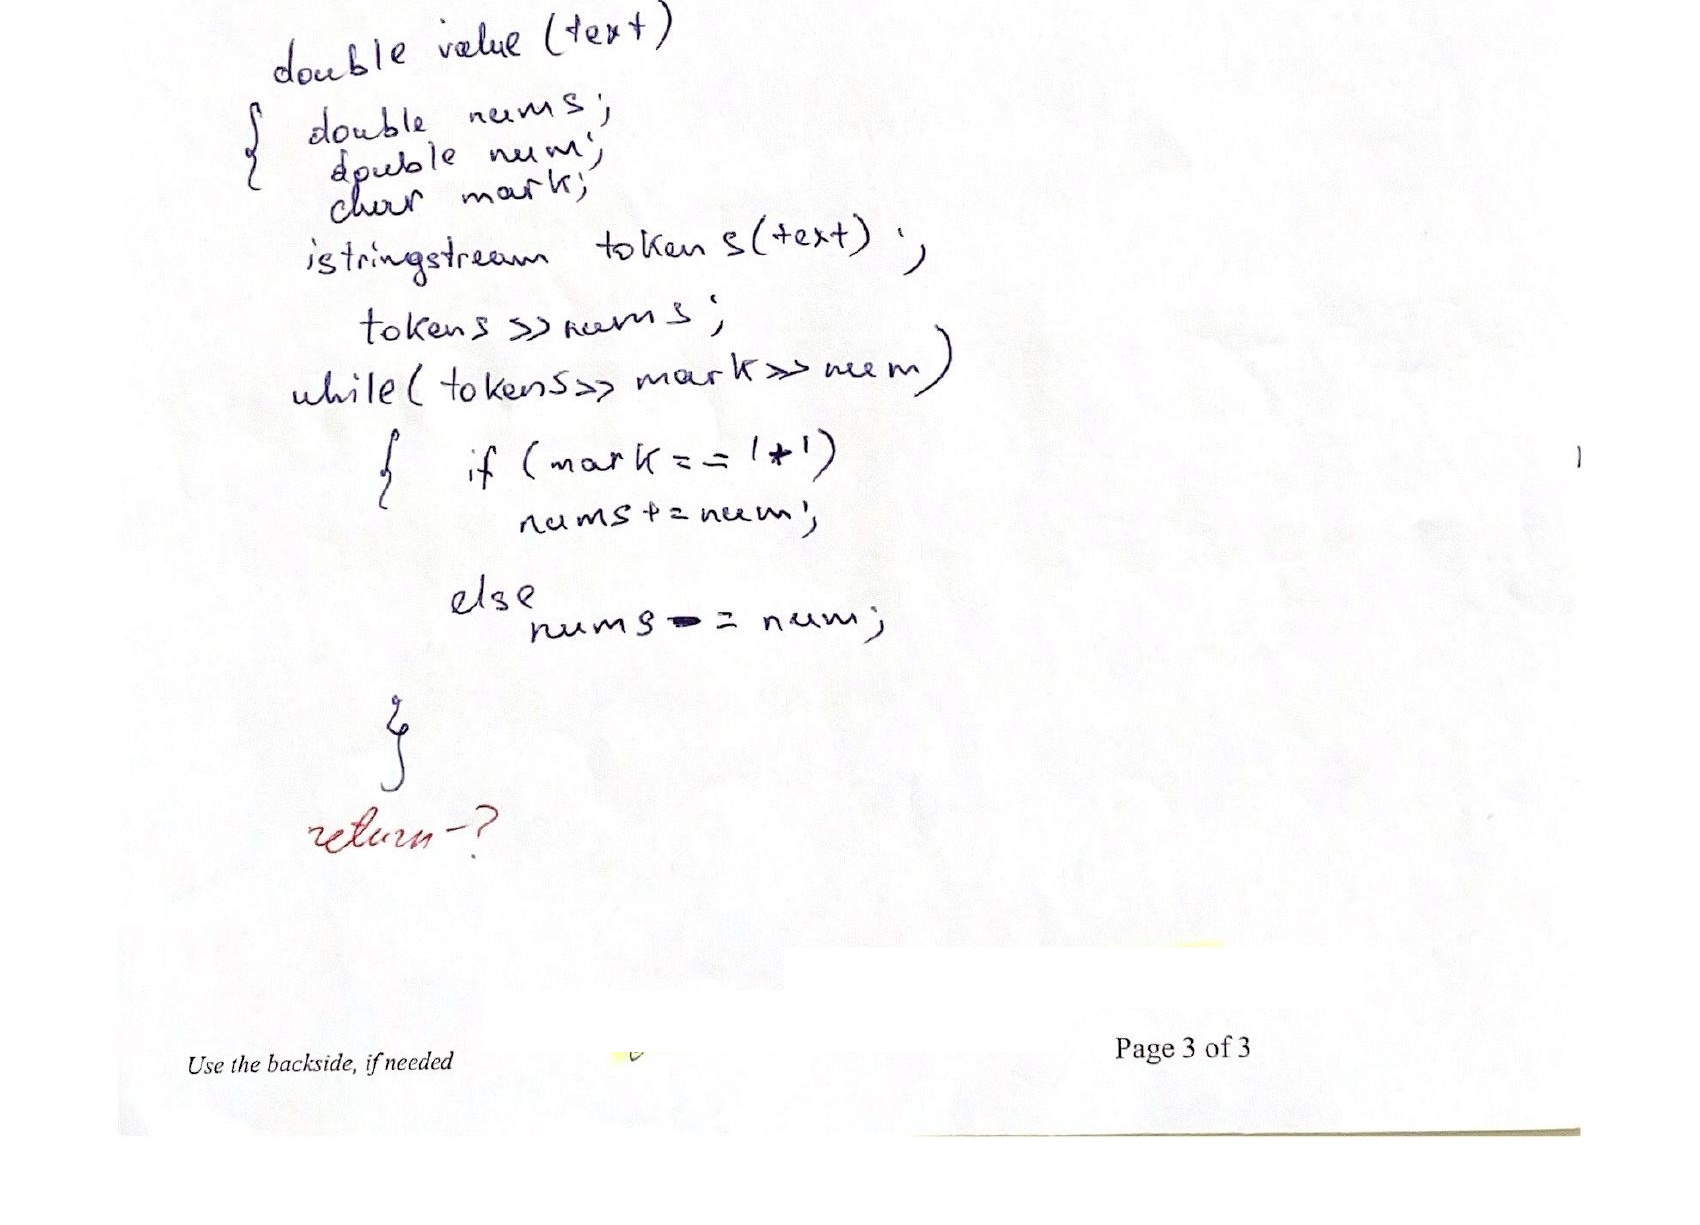 double value (text)
{ double nums;
double num;
char mark;
istringstream tokens(text);
tokens >> nums;
while( tokens >> mark >> num)
{ if (mark == '+')
nums += num;
else
nums -= num;
}
return -?
Use the backside, if needed
Page 3 of 3